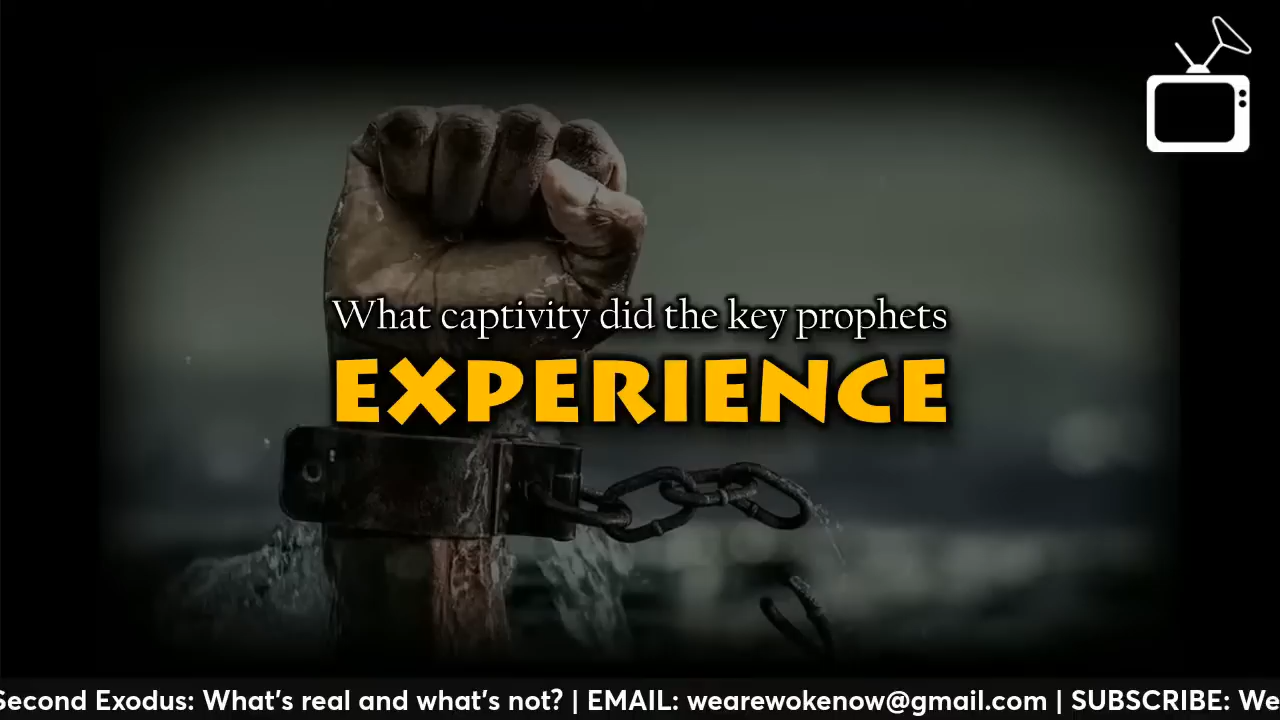 What captivity did the key prophets
EXPERIENCE
Second Exodus: What's real and what's not? | EMAIL: wearewokenow@gmail.com | SUBSCRIBE: We